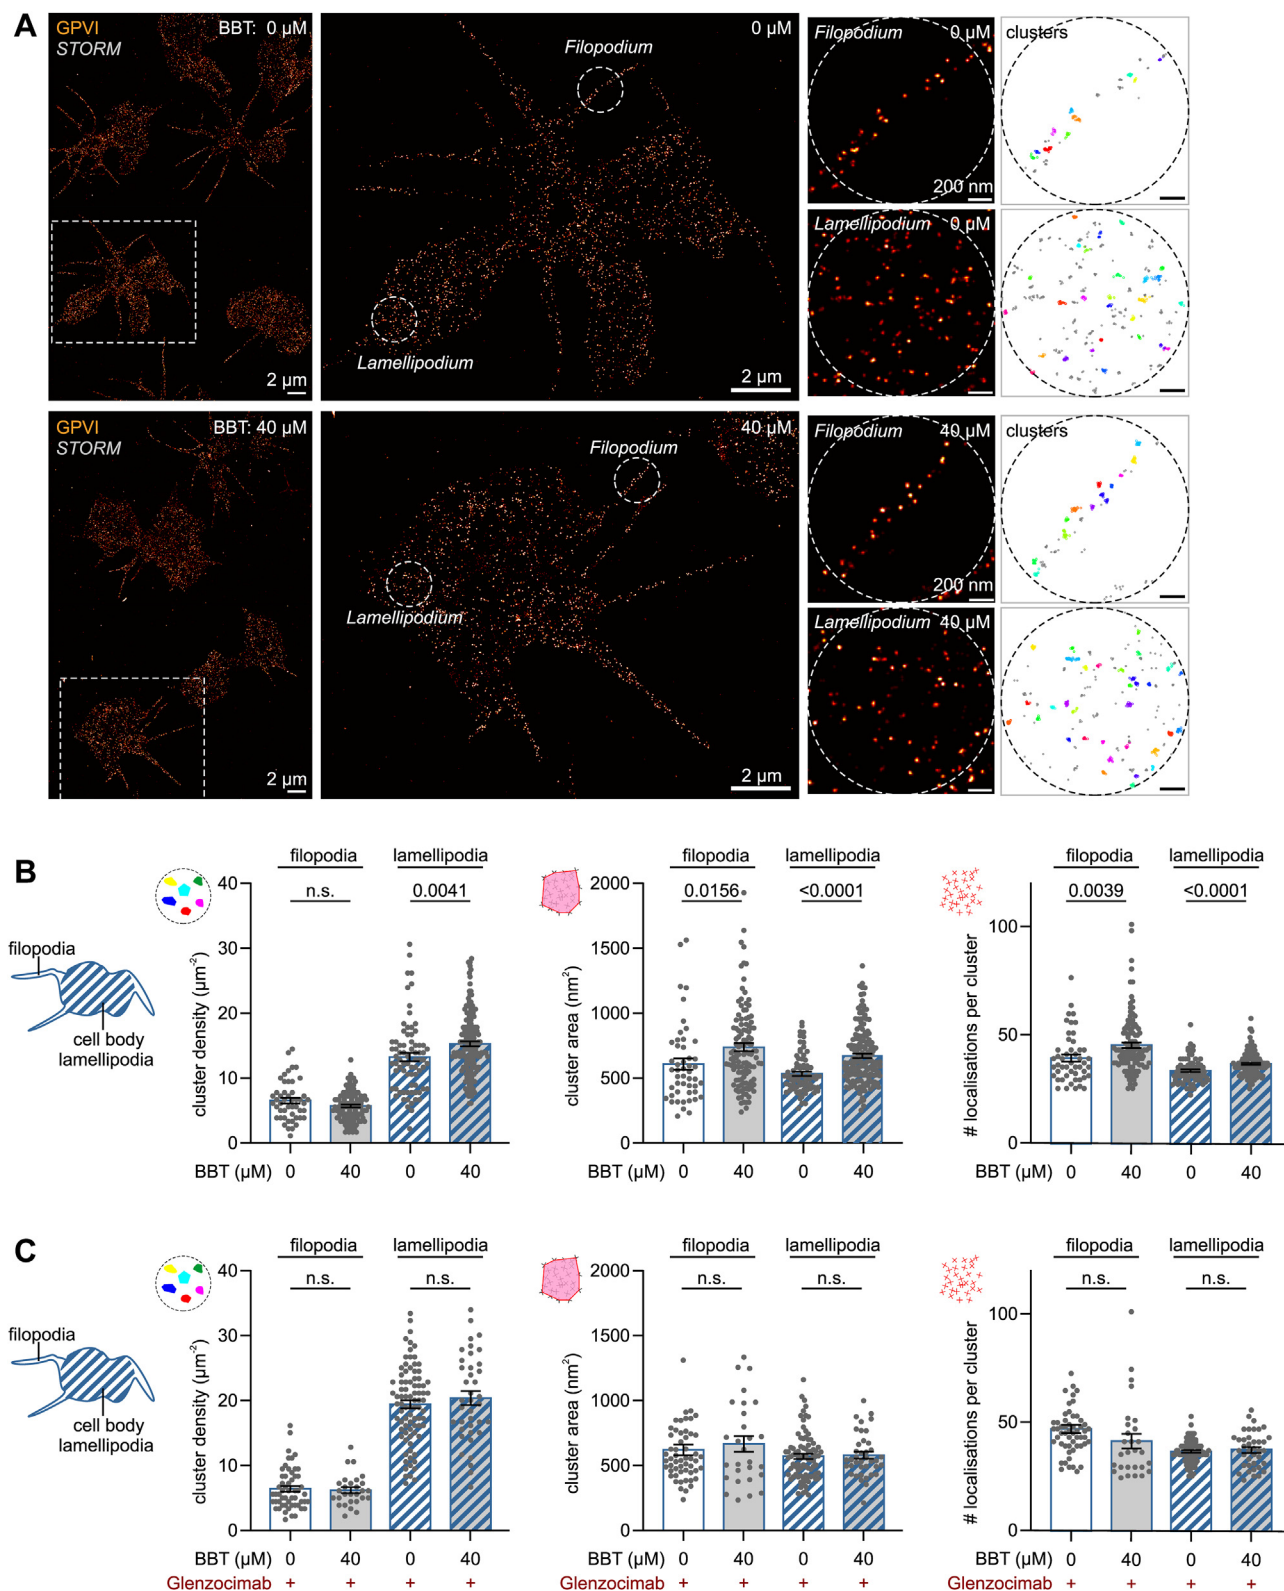 A
GPVI
STORM
BBT: 0 µM
2 µm
0 µM
Filopodium
Lamellipodium
2 µm
Filopodium 0 µM
200 nm
clusters
Lamellipodium 0 µM
GPVI
STORM
BBT: 40 µM
2 µm
40 µM
Filopodium
Lamellipodium
2 µm
Filopodium 40 µM
200 nm
clusters
Lamellipodium 40 µM
B
filopodia
cell body
lamellipodia
filopodia lamellipodia
n.s. 0.0041
cluster density (µm⁻²)
40
30
20
10
0
BBT (µM) 0 40 0 40
filopodia lamellipodia
0.0156 <0.0001
cluster area (nm²)
2000
1500
1000
500
0
BBT (µM) 0 40 0 40
filopodia lamellipodia
0.0039 <0.0001
# localisations per cluster
100
50
0
BBT (µM) 0 40 0 40
C
filopodia
cell body
lamellipodia
filopodia lamellipodia
n.s. n.s.
cluster density (µm⁻²)
40
30
20
10
0
BBT (µM) 0 40 0 40
Glenzocimab + + + +
filopodia lamellipodia
n.s. n.s.
cluster area (nm²)
2000
1500
1000
500
0
BBT (µM) 0 40 0 40
+ + + +
filopodia lamellipodia
n.s. n.s.
# localisations per cluster
100
50
0
BBT (µM) 0 40 0 40
+ + + +